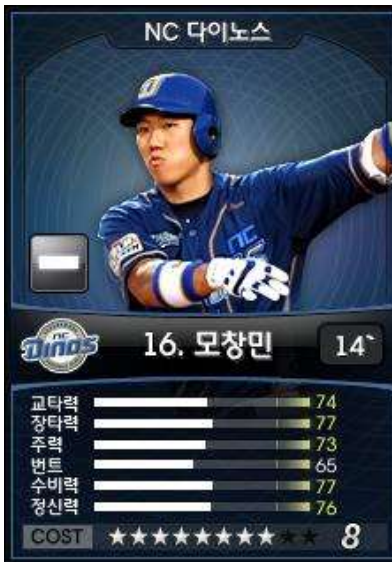 NC 다이노스
nc
Dinos
16. 모창민
14`
교타력 74
장타력 77
주력 73
번트 65
수비력 77
정신력 76
COST 8